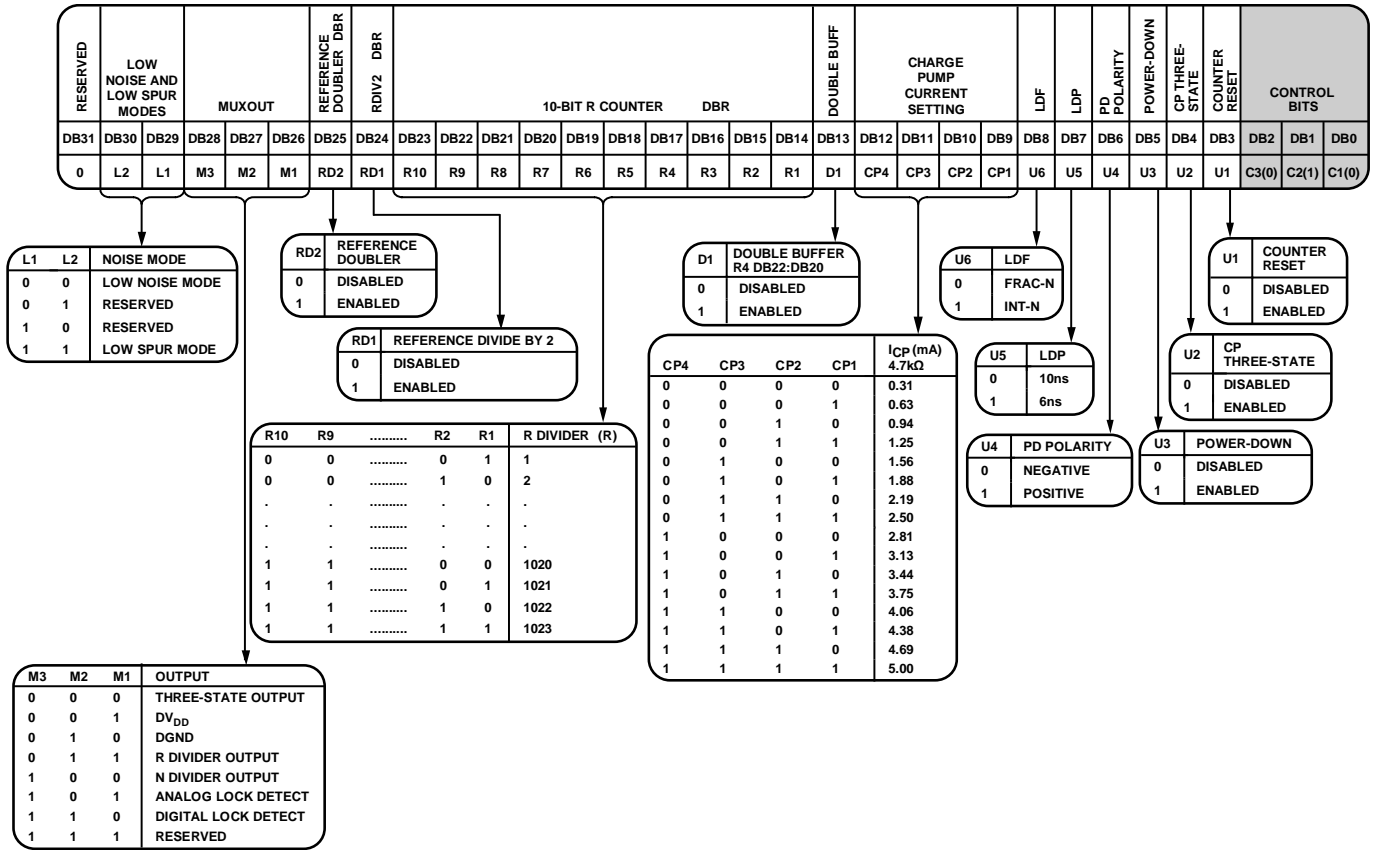 RESERVED
LOW
NOISE AND
LOW SPUR
MODES
MUXOUT
REFERENCE
DOUBLER DBR
RDIV2 DBR
10-BIT R COUNTER DBR
DOUBLE BUFF
CHARGE
PUMP
CURRENT
SETTING
LDF
LDP
PD
POLARITY
POWER-DOWN
CP THREE-
STATE
COUNTER
RESET
CONTROL
BITS
DB31 DB30 DB29 DB28 DB27 DB26 DB25 DB24 DB23 DB22 DB21 DB20 DB19 DB18 DB17 DB16 DB15 DB14 DB13 DB12 DB11 DB10 DB9 DB8 DB7 DB6 DB5 DB4 DB3 DB2 DB1 DB0
0 L2 L1 M3 M2 M1 RD2 RD1 R10 R9 R8 R7 R6 R5 R4 R3 R2 R1 D1 CP4 CP3 CP2 CP1 U6 U5 U4 U3 U2 U1 C3(0) C2(1) C1(0)
L1 L2 NOISE MODE
0 0 LOW NOISE MODE
0 1 RESERVED
1 0 RESERVED
1 1 LOW SPUR MODE
RD2 REFERENCE
DOUBLER
0 DISABLED
1 ENABLED
RD1 REFERENCE DIVIDE BY 2
0 DISABLED
1 ENABLED
R10 R9 .......... R2 R1 R DIVIDER (R)
0 0 .......... 0 1 1
0 0 .......... 1 0 2
. . .......... . . .
. . .......... . . .
. . .......... . . .
1 1 .......... 0 0 1020
1 1 .......... 0 1 1021
1 1 .......... 1 0 1022
1 1 .......... 1 1 1023
D1 DOUBLE BUFFER
R4 DB22:DB20
0 DISABLED
1 ENABLED
ICP (mA)
CP4 CP3 CP2 CP1 4.7kΩ
0 0 0 0 0.31
0 0 0 1 0.63
0 0 1 0 0.94
0 0 1 1 1.25
0 1 0 0 1.56
0 1 0 1 1.88
0 1 1 0 2.19
0 1 1 1 2.50
1 0 0 0 2.81
1 0 0 1 3.13
1 0 1 0 3.44
1 0 1 1 3.75
1 1 0 0 4.06
1 1 0 1 4.38
1 1 1 0 4.69
1 1 1 1 5.00
U6 LDF
0 FRAC-N
1 INT-N
U5 LDP
0 10ns
1 6ns
U4 PD POLARITY
0 NEGATIVE
1 POSITIVE
U1 COUNTER
RESET
0 DISABLED
1 ENABLED
U2 CP
THREE-STATE
0 DISABLED
1 ENABLED
U3 POWER-DOWN
0 DISABLED
1 ENABLED
M3 M2 M1 OUTPUT
0 0 0 THREE-STATE OUTPUT
0 0 1 DVDD
0 1 0 DGND
0 1 1 R DIVIDER OUTPUT
1 0 0 N DIVIDER OUTPUT
1 0 1 ANALOG LOCK DETECT
1 1 0 DIGITAL LOCK DETECT
1 1 1 RESERVED